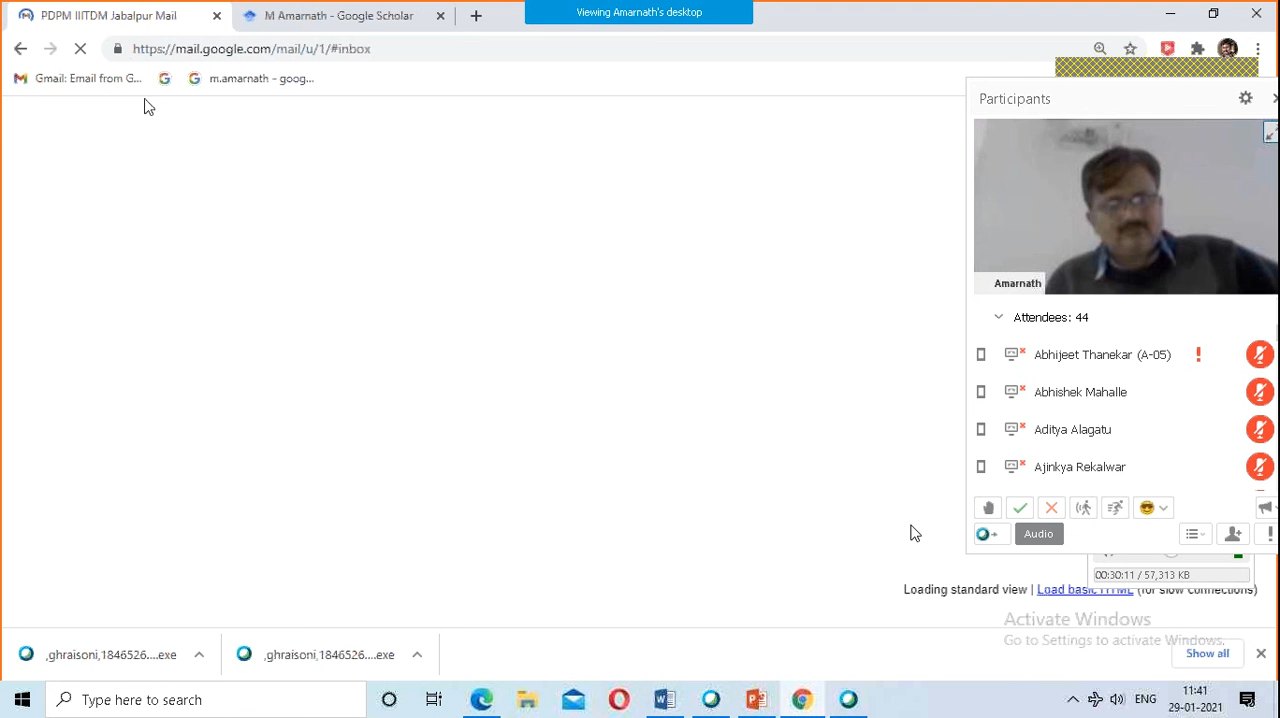 Viewing Amarnath's desktop
PDPM IIITDM Jabalpur Mail
M Amarnath - Google Scholar
https://mail.google.com/mail/u/1/#inbox
Gmail: Email from G...
m.amarnath - goog...
Participants
Amarnath
Attendees: 44
Abhijeet Thanekar (A-05)
Abhishek Mahalle
Aditya Alagatu
Ajinkya Rekalwar
Audio
00:30:11 / 57,313 KB
Loading standard view | Load basic HTML (for slow connections)
Activate Windows
Go to Settings to activate Windows.
,ghraisoni,1846526....exe
,ghraisoni,1846526....exe
Show all
Type here to search
ENG
11:41
29-01-2021